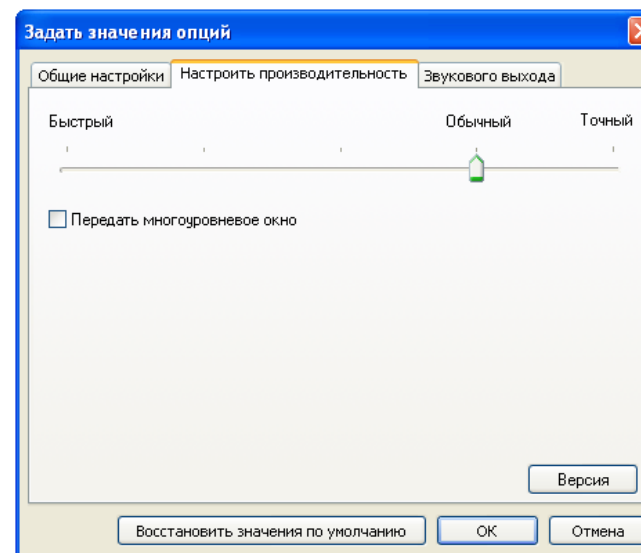 Задать значения опций
Общие настройки Настроить производительность Звукового выхода
Быстрый Обычный Точный
Передать многоуровневое окно
Версия
Восстановить значения по умолчанию OK Отмена